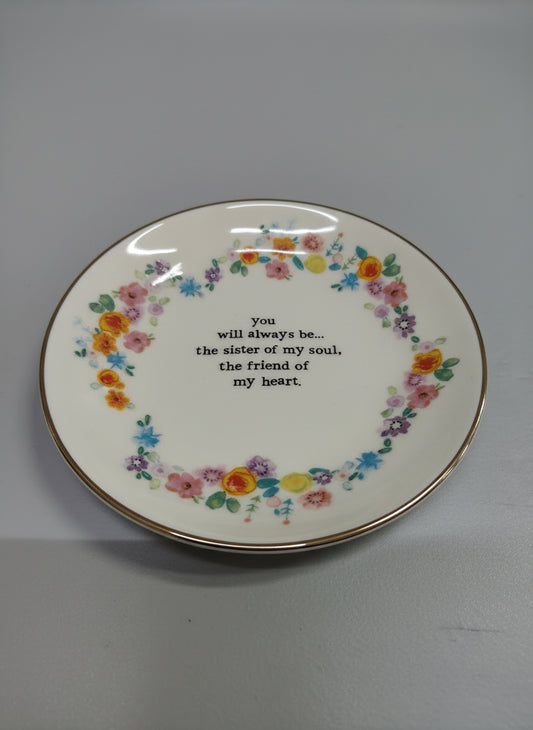 you
will always be...
the sister of my soul,
the friend of
my heart.